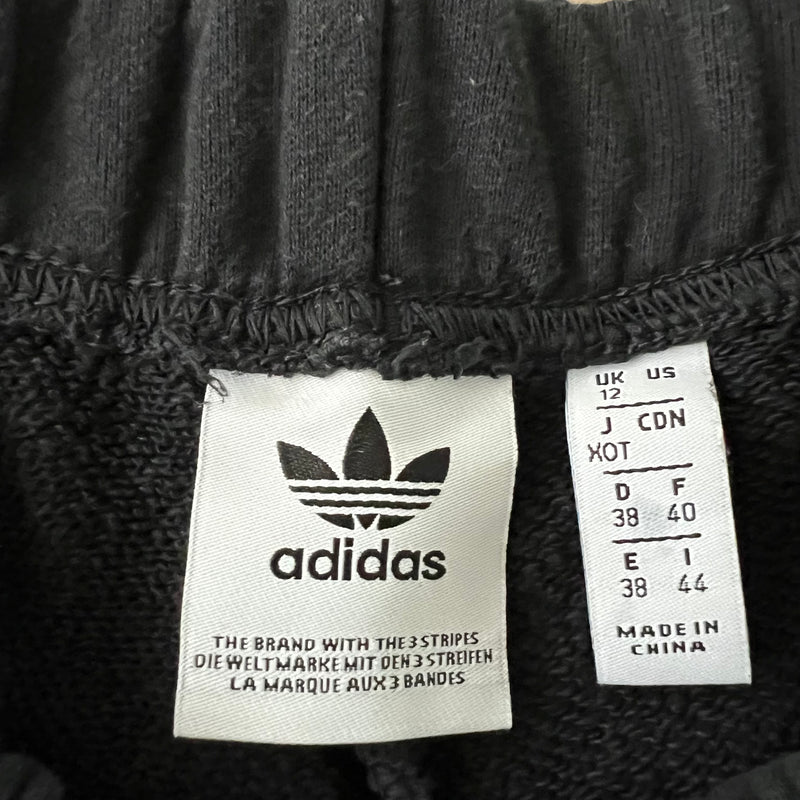 adidas
THE BRAND WITH THE 3 STRIPES
DIE WELTMARKE MIT DEN 3 STREIFEN
LA MARQUE AUX 3 BANDES
UK US
12
J CDN
XOT
D F
38 40
E I
38 44
MADE IN
CHINA